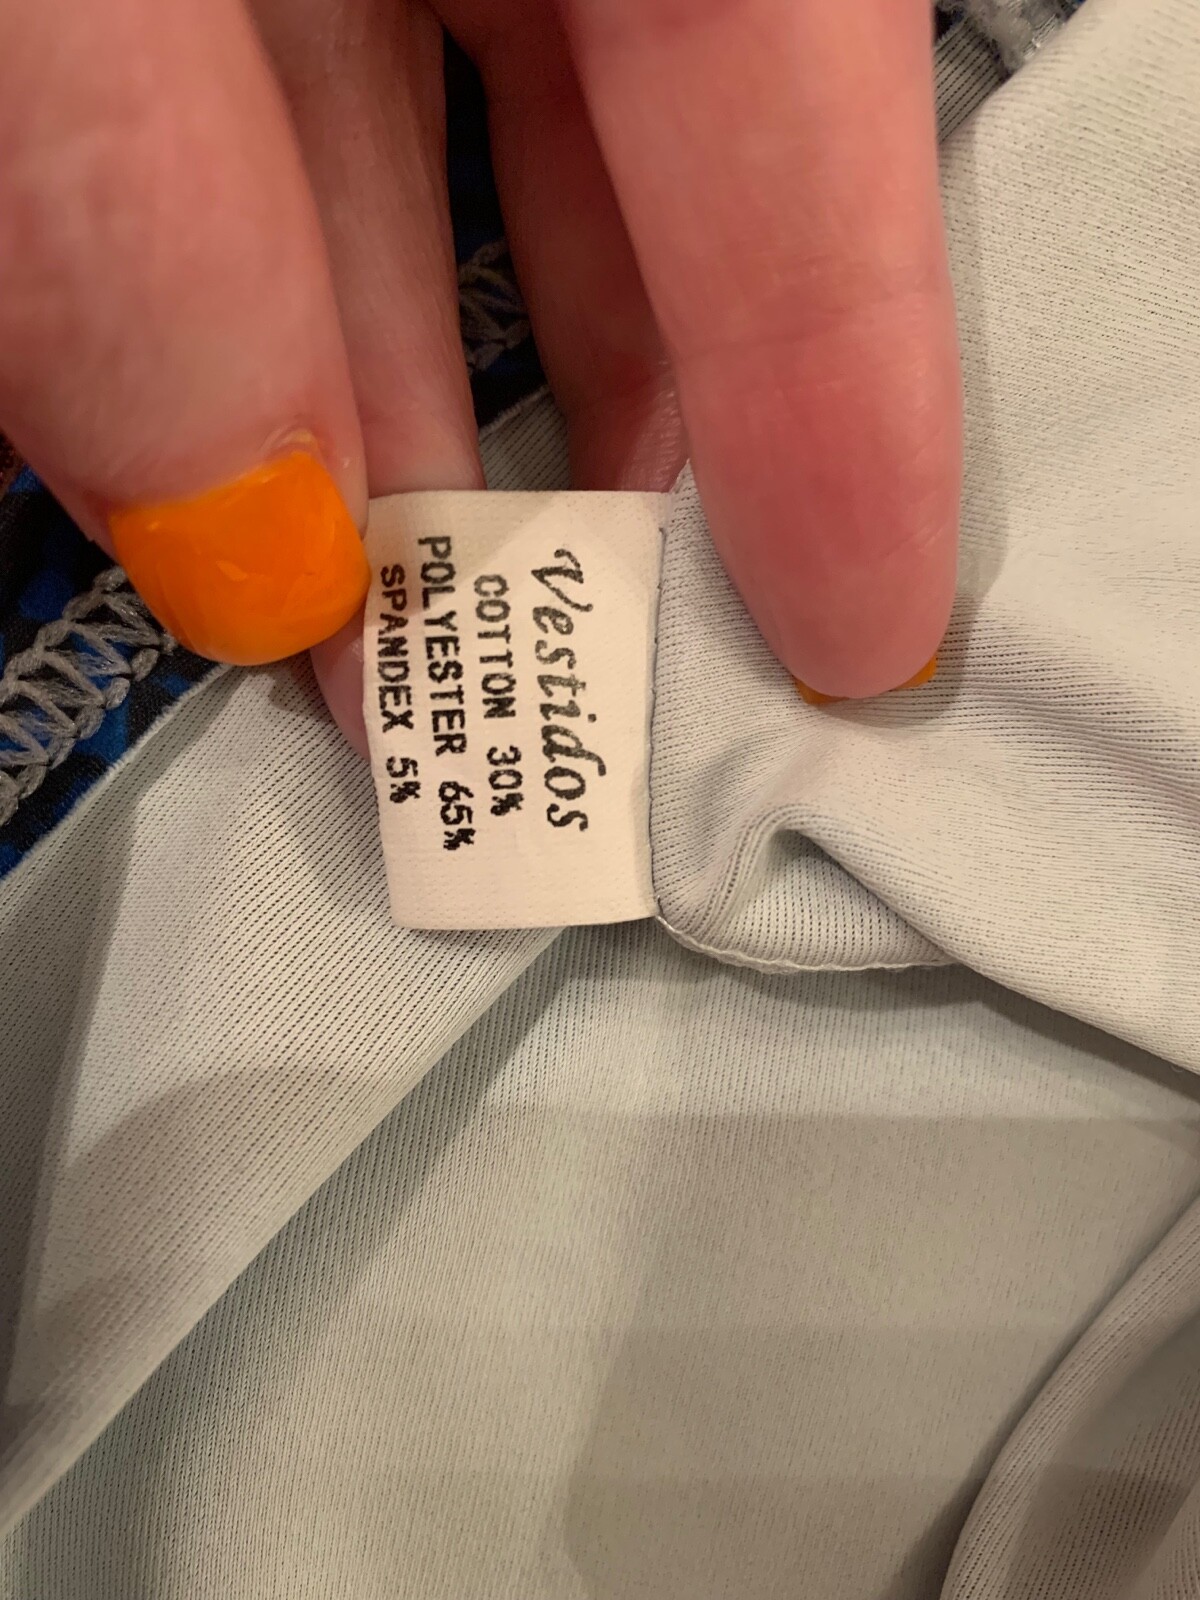 Vestidos
COTTON 30%
POLYESTER 65%
SPANDEX 5%